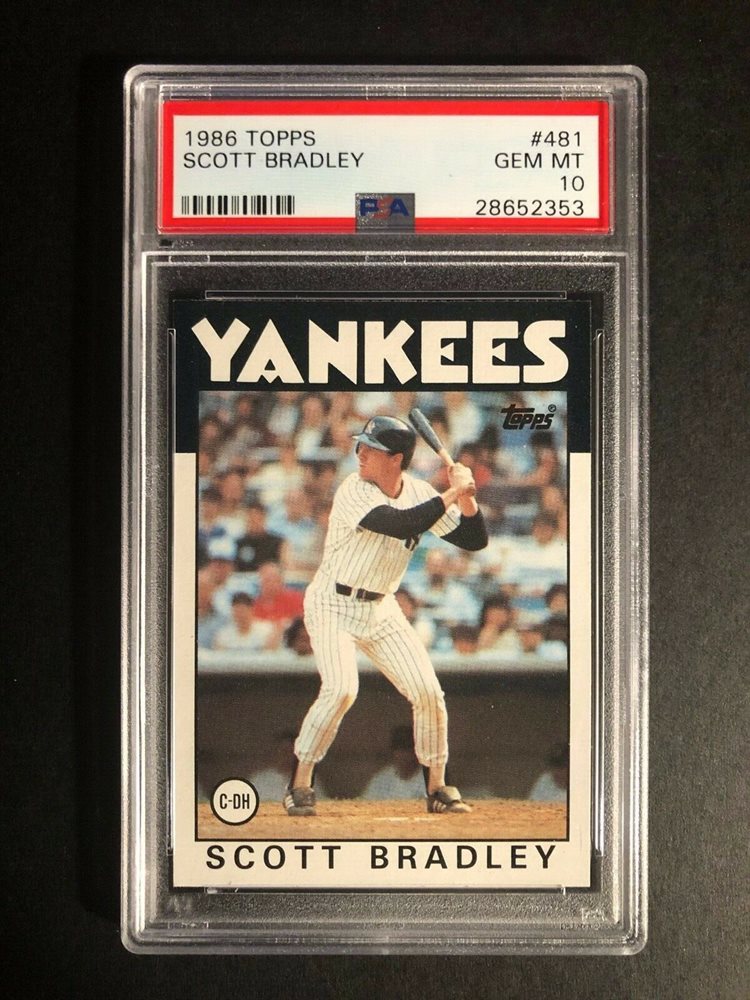 1986 TOPPS #481
SCOTT BRADLEY GEM MT
10
PSA 28652353
YANKEES
topps®
C-DH
SCOTT BRADLEY